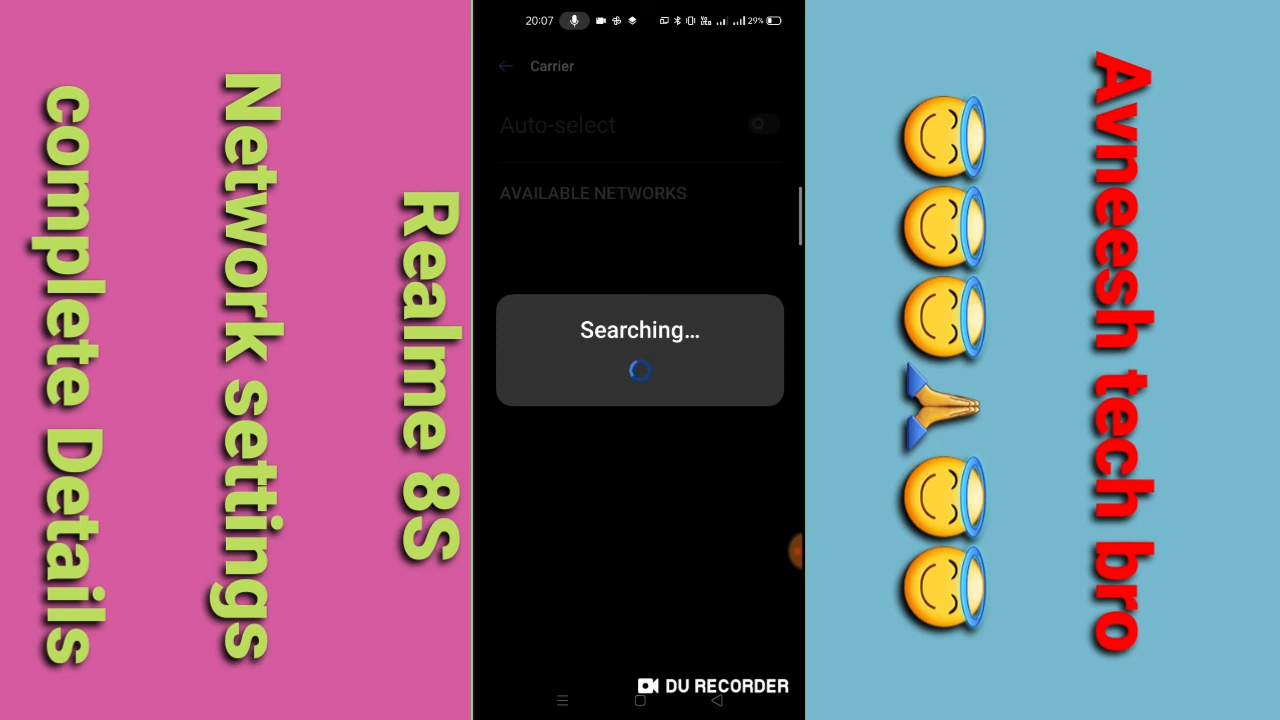 Realme 8S
Network settings
complete Details
20:07
29%
Carrier
Auto-select
AVAILABLE NETWORKS
Searching...
DU RECORDER
Avneesh tech bro